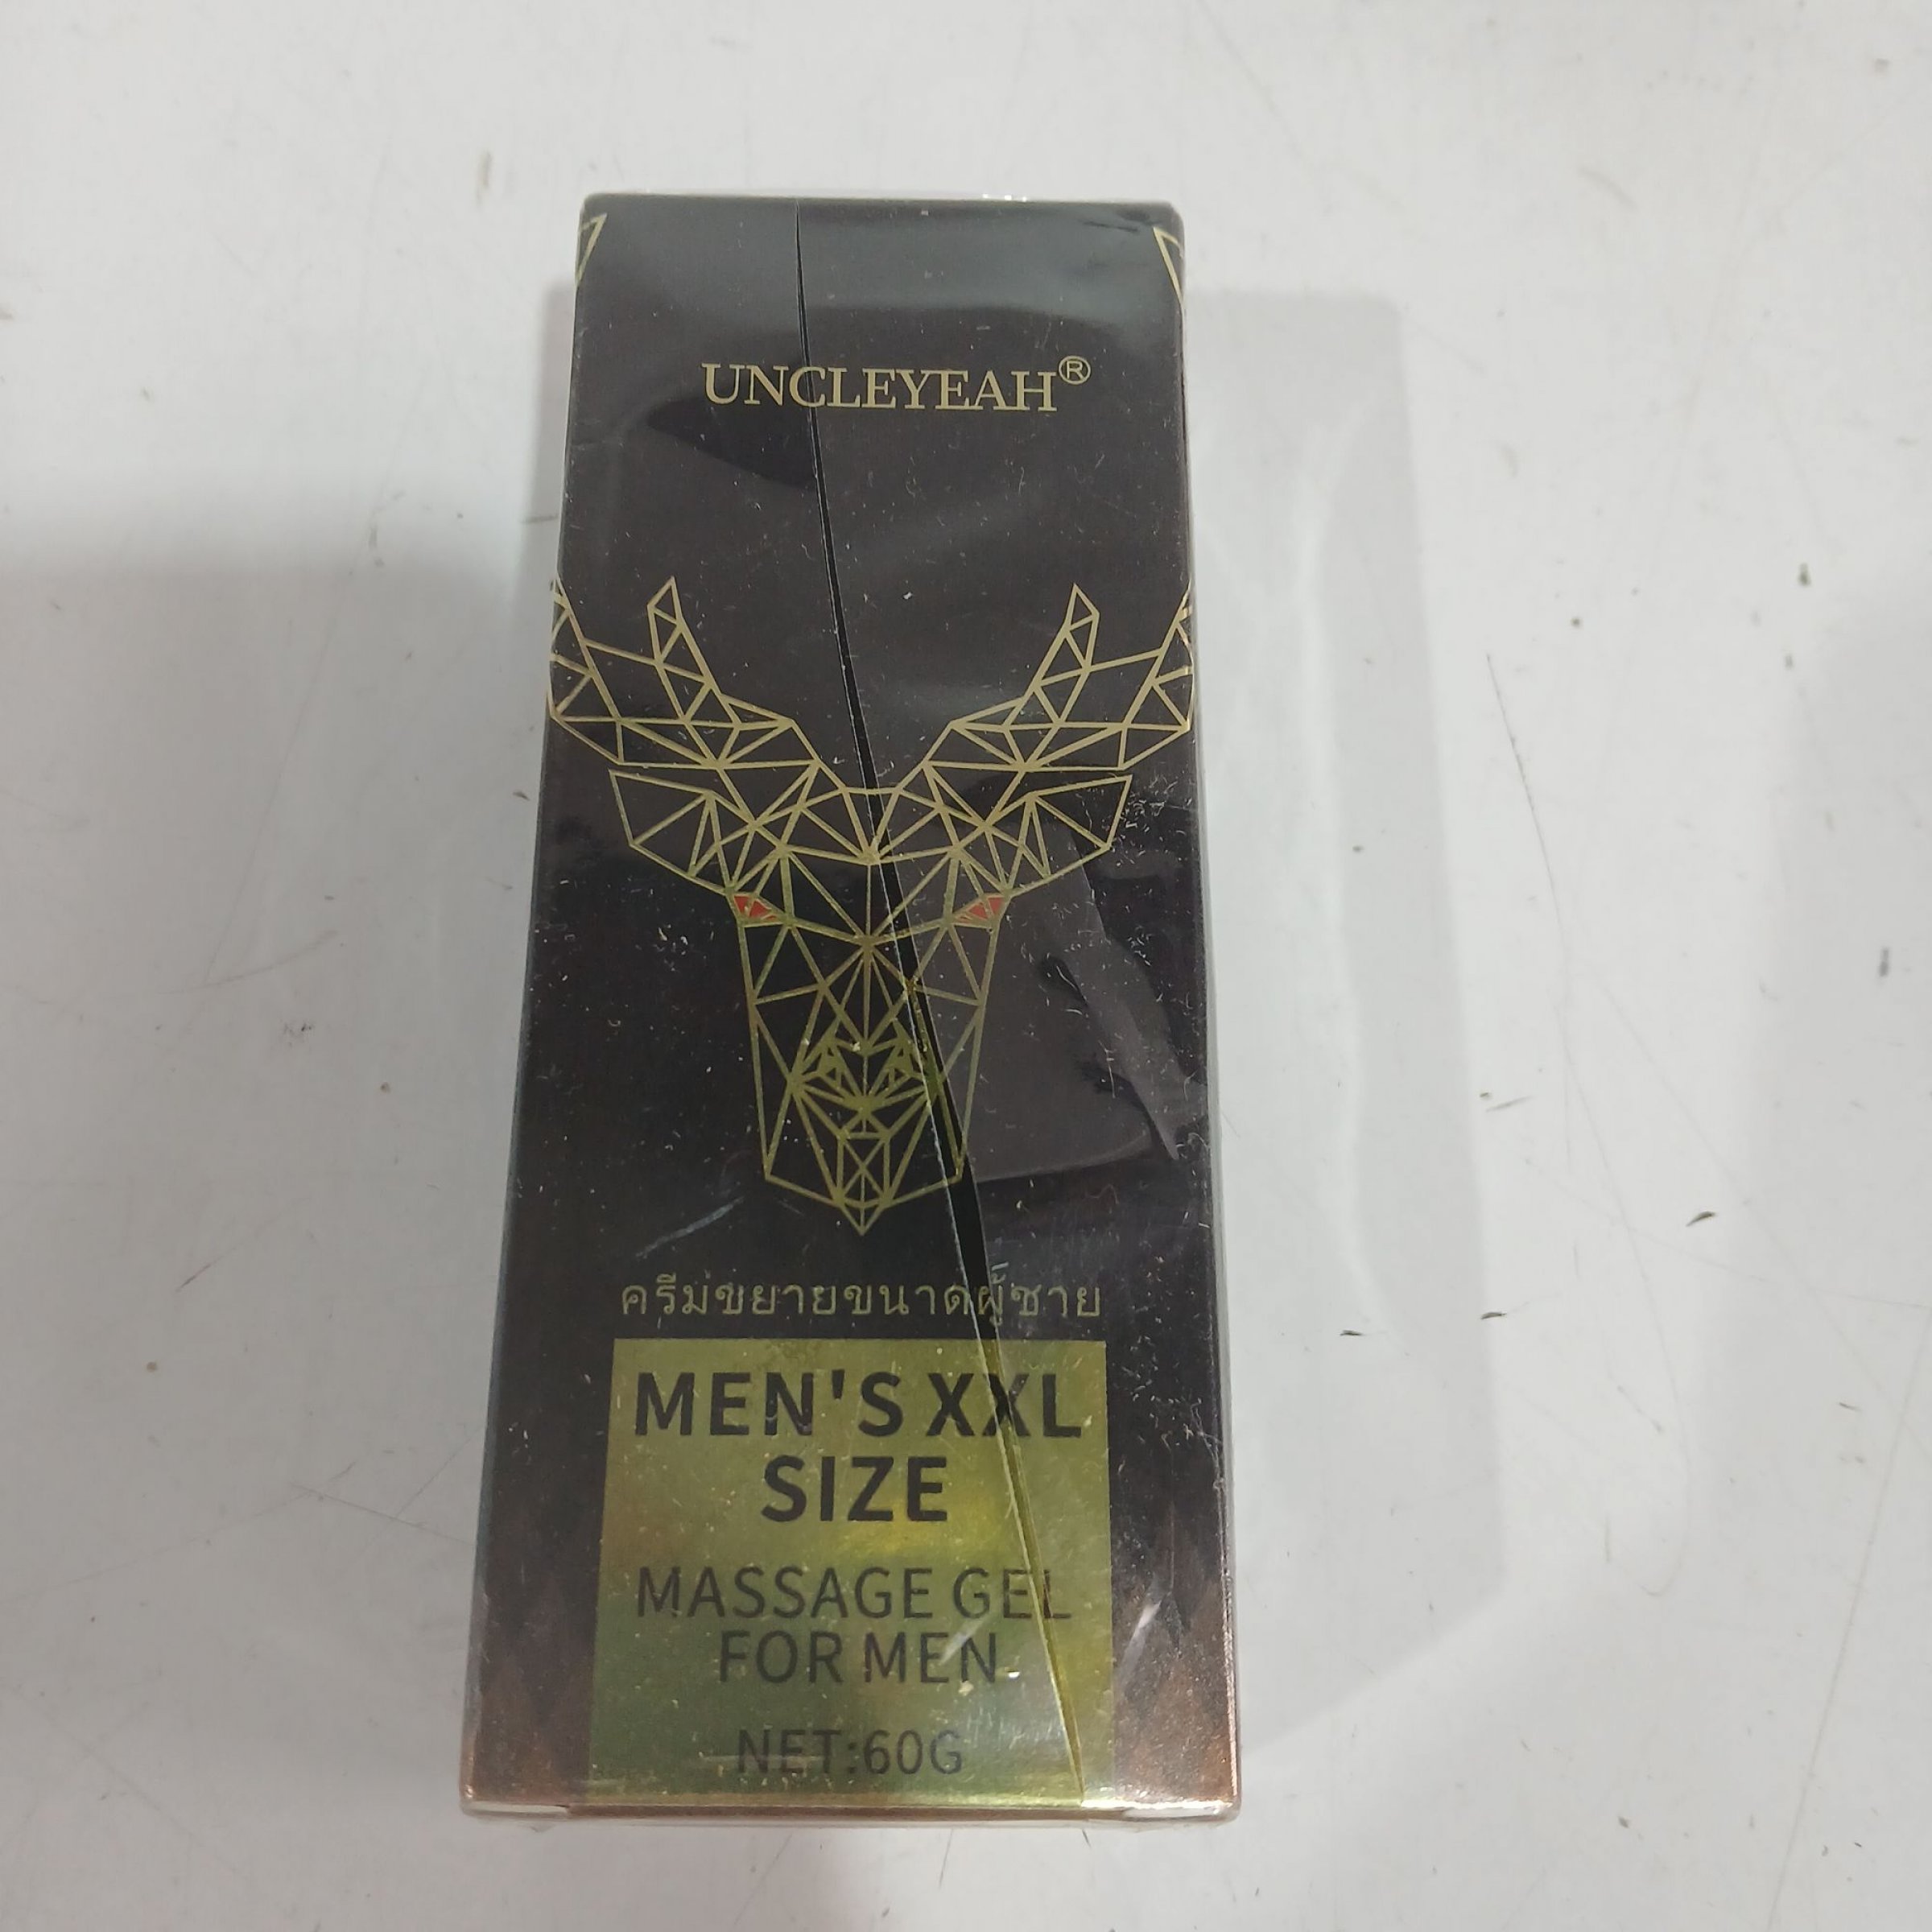 UNCLEYEAH®
ครีมขยายขนาดผู้ชาย
MEN'S XXL
SIZE
MASSAGE GEL
FOR MEN
NET:60G